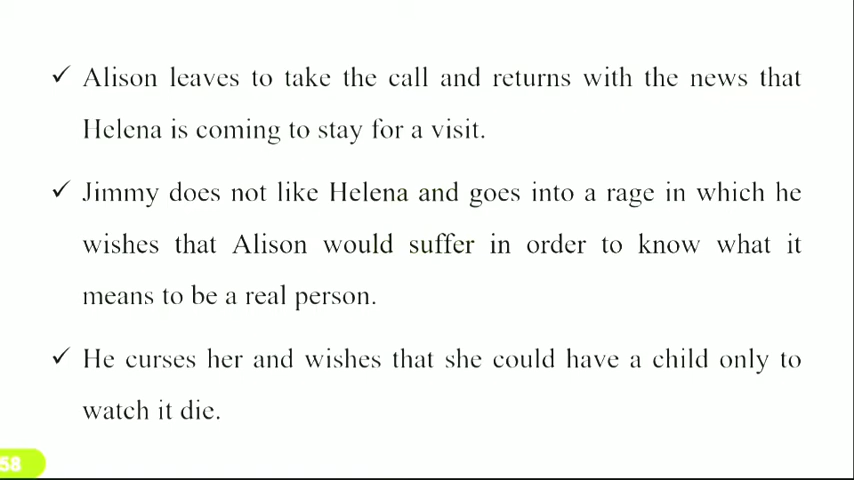 ✓ Alison leaves to take the call and returns with the news that
Helena is coming to stay for a visit.
✓ Jimmy does not like Helena and goes into a rage in which he
wishes that Alison would suffer in order to know what it
means to be a real person.
✓ He curses her and wishes that she could have a child only to
watch it die.
58